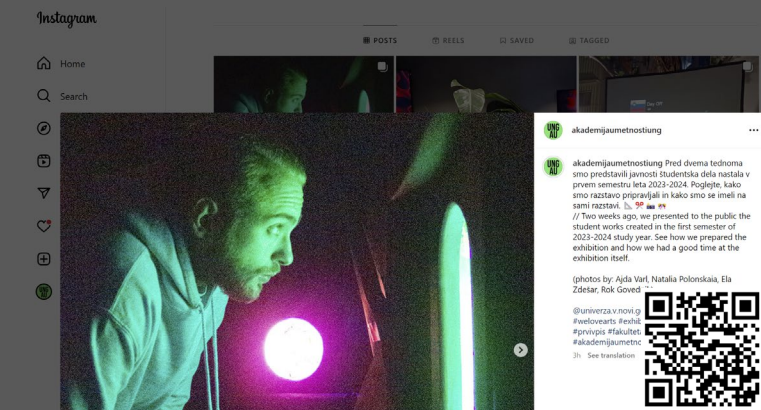 Instagram
POSTS
REELS
SAVED
TAGGED
Home
Search
UNG
AU
akademijaumetnostiung
UNG
AU
akademijaumetnostiung Pred dvema tednoma
smo predstavili javnosti študentska dela nastala v
prvem semestru leta 2023-2024. Poglejte, kako
smo razstavo pripravljali in kako smo se imeli na
sami razstavi.
// Two weeks ago, we presented to the public the
student works created in the first semester of
2023-2024 study year. See how we prepared the
exhibition and how we had a good time at the
exhibition itself.
(photos by: Ajda Varl, Natalia Polonskaia, Ela
Zdešar, Rok
@univerza.v.novi.g
#welovearts #exhib
#prvivpis #fakulteta
#akademijaumetno
3h See translation